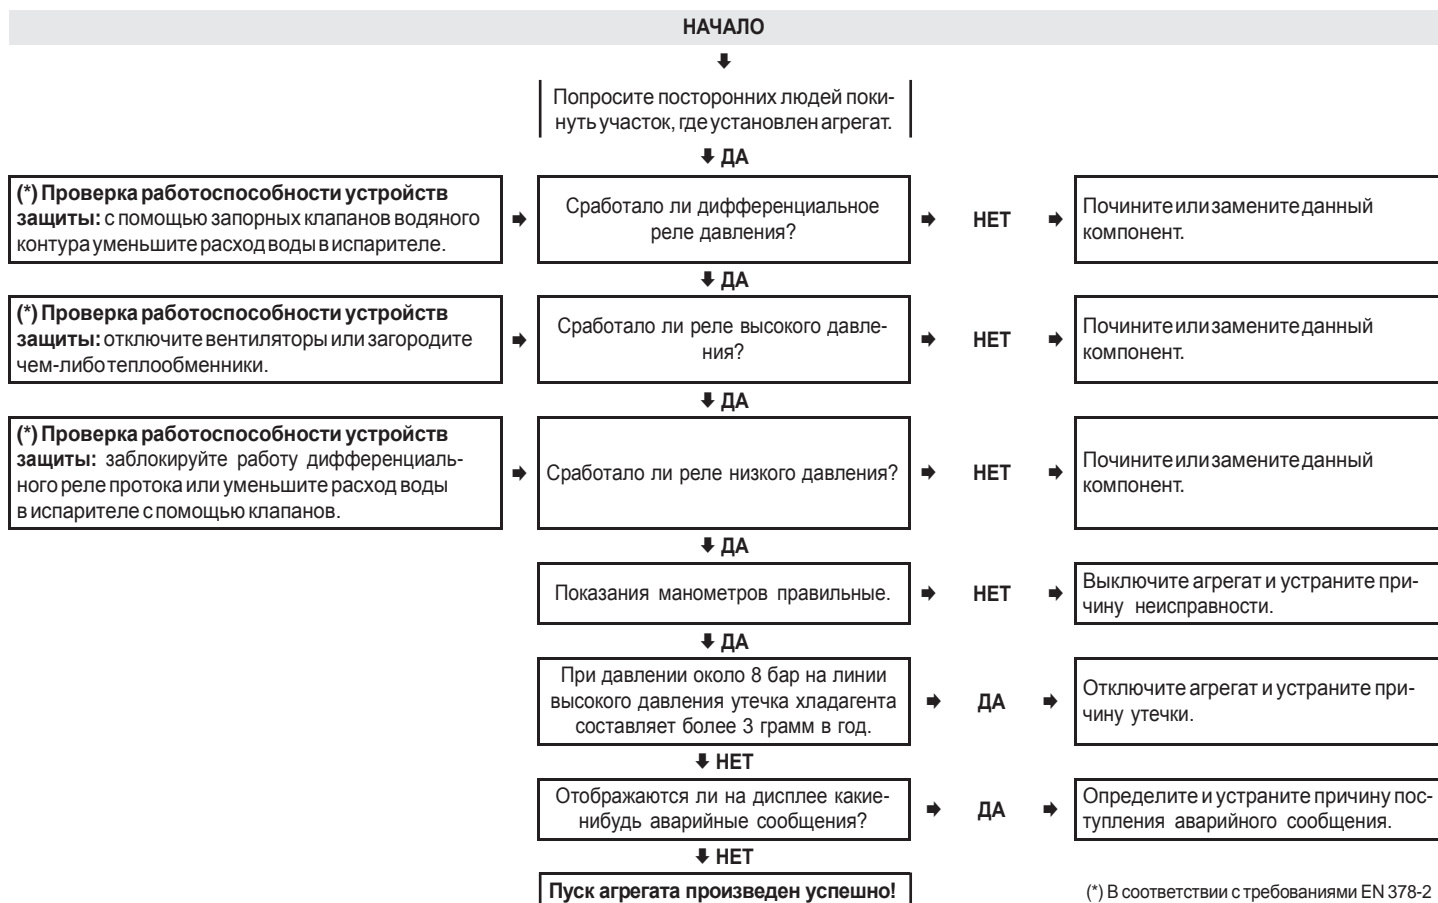 НАЧАЛО
Попросите посторонних людей поки-
нуть участок, где установлен агрегат.
ДА
(*) Проверка работоспособности устройств
защиты: с помощью запорных клапанов водяного
контура уменьшите расход воды в испарителе.
Сработало ли дифференциальное
реле давления?
НЕТ
Почините или замените данный
компонент.
ДА
(*) Проверка работоспособности устройств
защиты: отключите вентиляторы или загородите
чем-либо теплообменники.
Сработало ли реле высокого давле-
ния?
НЕТ
Почините или замените данный
компонент.
ДА
(*) Проверка работоспособности устройств
защиты: заблокируйте работу дифференциаль-
ного реле протока или уменьшите расход воды
в испарителе с помощью клапанов.
Сработало ли реле низкого давления?
НЕТ
Почините или замените данный
компонент.
ДА
Показания манометров правильные.
НЕТ
Выключите агрегат и устраните при-
чину неисправности.
ДА
При давлении около 8 бар на линии
высокого давления утечка хладагента
составляет более 3 грамм в год.
ДА
Отключите агрегат и устраните при-
чину утечки.
НЕТ
Отображаются ли на дисплее какие-
нибудь аварийные сообщения?
ДА
Определите и устраните причину пос-
тупления аварийного сообщения.
НЕТ
Пуск агрегата произведен успешно!
(*) В соответствии с требованиями EN 378-2